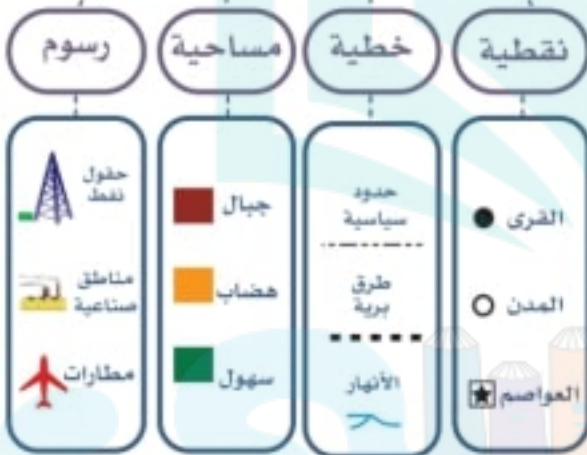 نقطية
خطية
مساحية
رسوم
القرى
المدن
العواصم
حدود
سياسية
طرق
برية
الأنهار
جبال
هضاب
سهول
حقول
نفط
مناطق
صناعية
مطارات